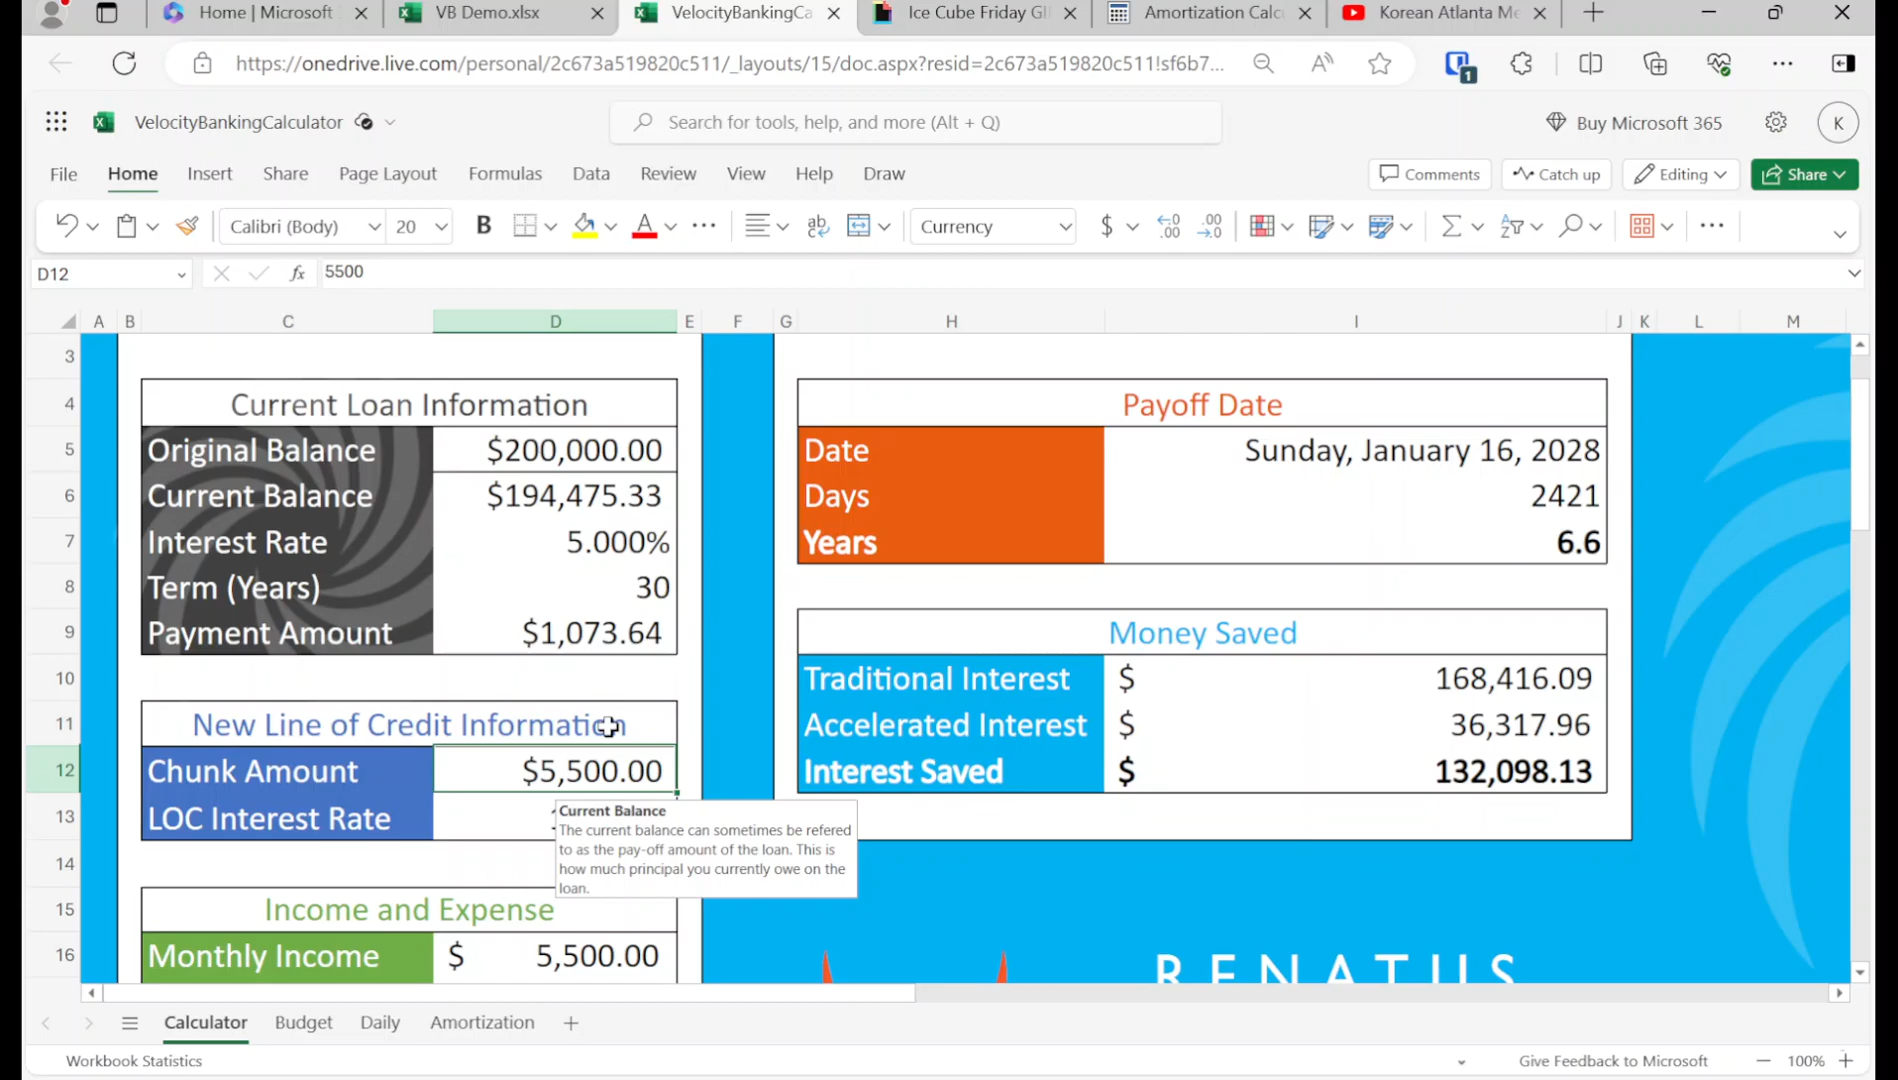 Home | Microsoft
VB Demo.xlsx
VelocityBankingCa
Ice Cube Friday GI
Amortization Calc
Korean Atlanta Me
https://onedrive.live.com/personal/2c673a519820c511/_layouts/15/doc.aspx?resid=2c673a519820c511!sf6b7...
1
VelocityBankingCalculator
Search for tools, help, and more (Alt + Q)
Buy Microsoft 365
K
File Home Insert Share Page Layout Formulas Data Review View Help Draw
Comments
Catch up
Editing
Share
Calibri (Body) 20 B A ab Currency $
D12 fx 5500
A B C D E F G H I J K L M
3
4 Current Loan Information Payoff Date
5 Original Balance $200,000.00 Date Sunday, January 16, 2028
6 Current Balance $194,475.33 Days 2421
7 Interest Rate 5.000% Years 6.6
8 Term (Years) 30
9 Payment Amount $1,073.64 Money Saved
10 Traditional Interest $ 168,416.09
11 New Line of Credit Information Accelerated Interest $ 36,317.96
12 Chunk Amount $5,500.00 Interest Saved $ 132,098.13
13 LOC Interest Rate
Current Balance
The current balance can sometimes be refered
to as the pay-off amount of the loan. This is
how much principal you currently owe on the
loan.
14
15 Income and Expense
16 Monthly Income $ 5,500.00
RENATUS
Calculator Budget Daily Amortization
Workbook Statistics
Give Feedback to Microsoft
100%